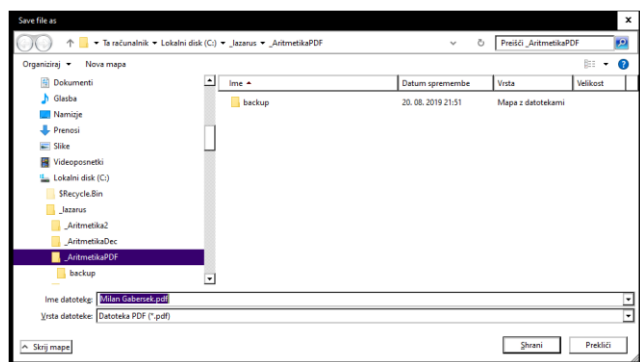 Save file as
x
Ta računalnik Lokalni disk (C:) _lazarus _AritmetikaPDF
Preišči _AritmetikaPDF
Organiziraj Nova mapa
Dokumenti
Glasba
Namizje
Prenosi
Slike
Videoposnetki
Lokalni disk (C:)
$Recycle.Bin
_lazarus
_Aritmetika2
_AritmetikaDec
_AritmetikaPDF
backup
Ime Datum spremembe Vrsta Velikost
backup 20. 08. 2019 21:51 Mapa z datotekami
Ime datoteke: Milan Gabersek.pdf
Vrsta datoteke: Datoteka PDF (*.pdf)
Skrij mape Shrani Prekliči